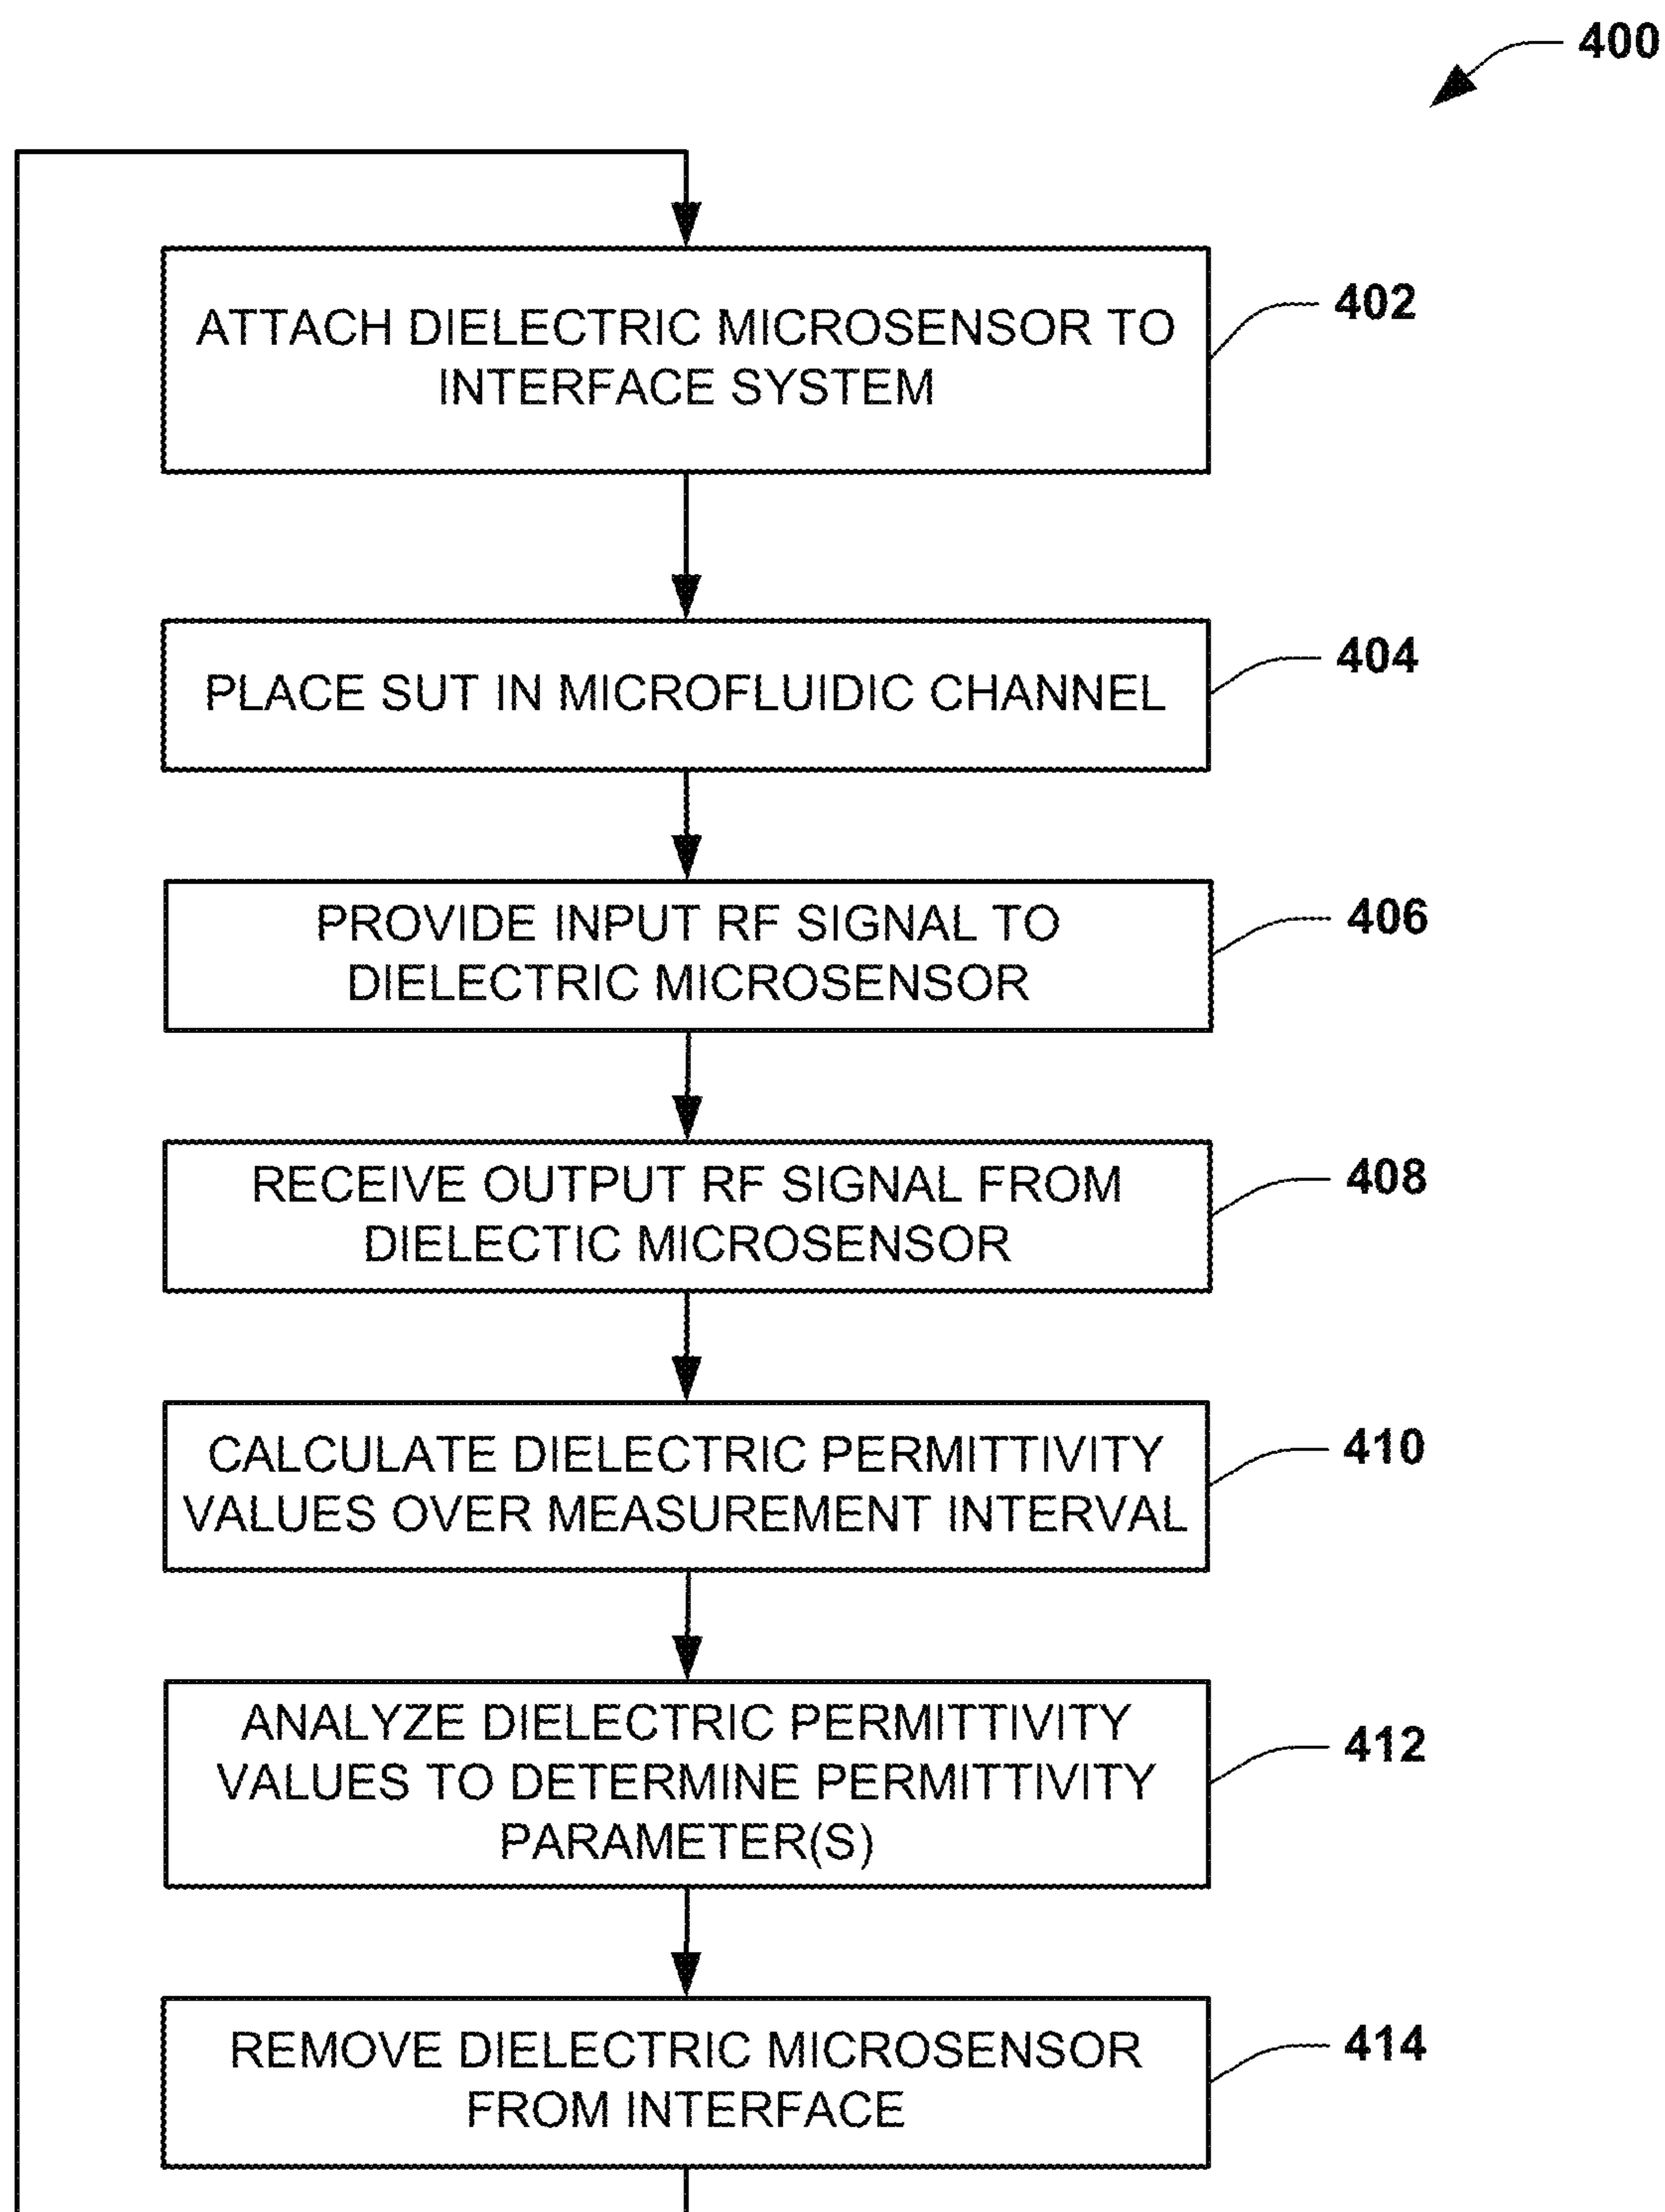 400
ATTACH DIELECTRIC MICROSENSOR TO
INTERFACE SYSTEM
402
PLACE SUT IN MICROFLUIDIC CHANNEL
404
PROVIDE INPUT RF SIGNAL TO
DIELECTRIC MICROSENSOR
406
RECEIVE OUTPUT RF SIGNAL FROM
DIELECTIC MICROSENSOR
408
CALCULATE DIELECTRIC PERMITTIVITY
VALUES OVER MEASUREMENT INTERVAL
410
ANALYZE DIELECTRIC PERMITTIVITY
VALUES TO DETERMINE PERMITTIVITY
PARAMETER(S)
412
REMOVE DIELECTRIC MICROSENSOR
FROM INTERFACE
414